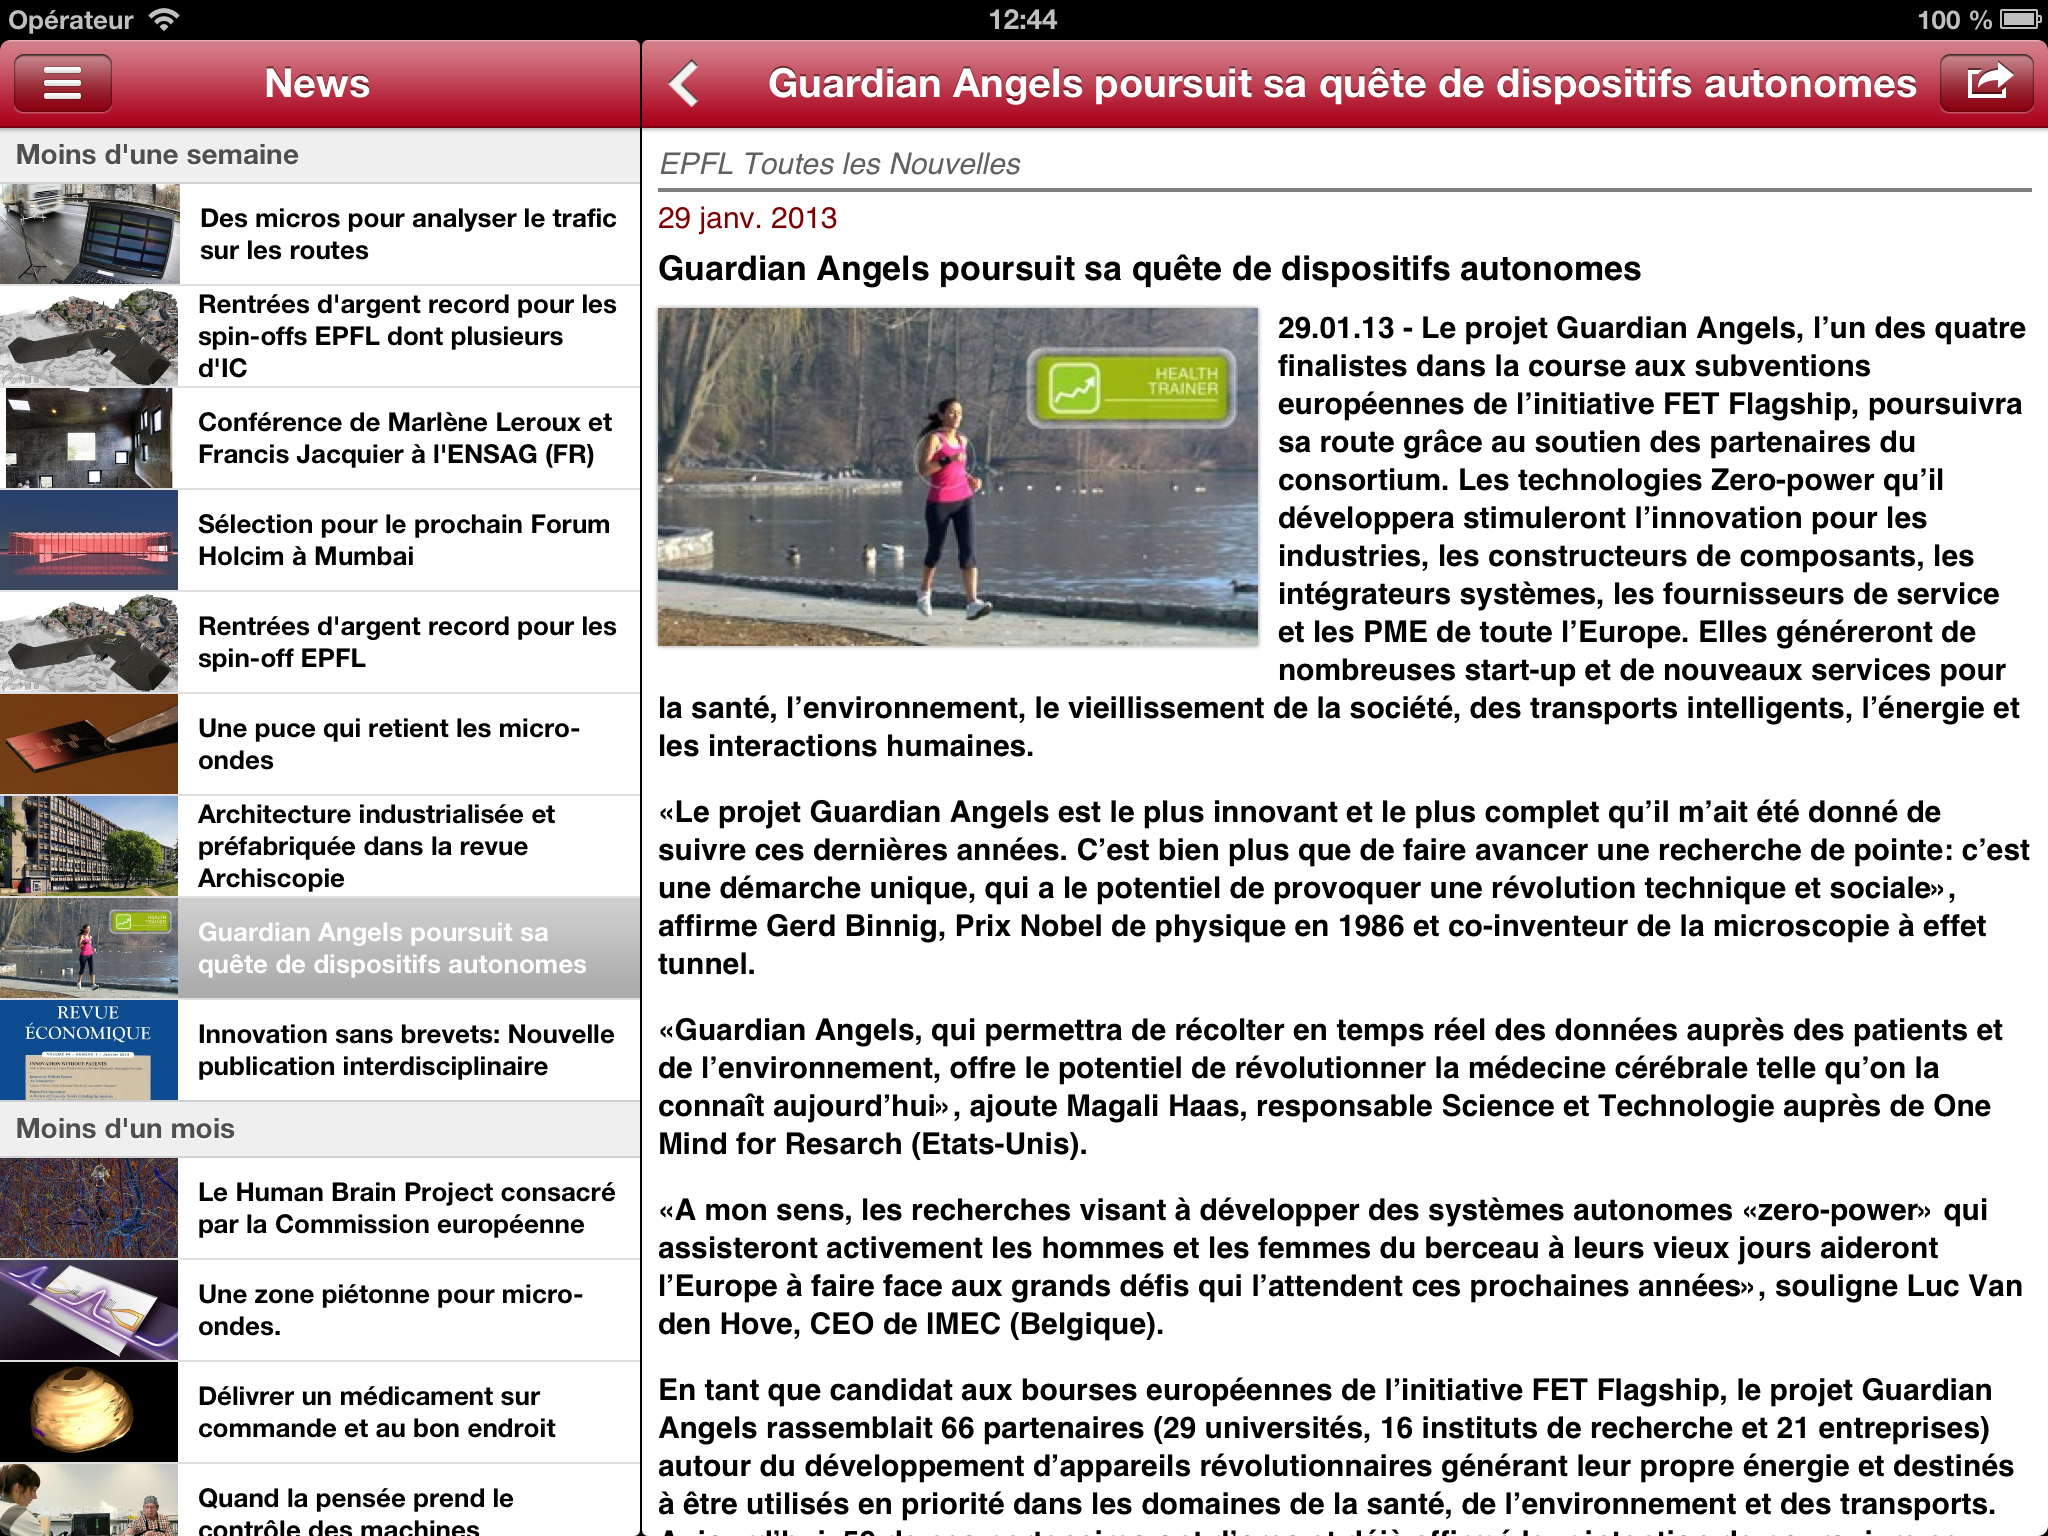 Opérateur
12:44
100 %
News
Guardian Angels poursuit sa quête de dispositifs autonomes
Moins d'une semaine
Des micros pour analyser le trafic
sur les routes
Rentrées d'argent record pour les
spin-offs EPFL dont plusieurs
d'IC
Conférence de Marlène Leroux et
Francis Jacquier à l'ENSAG (FR)
Sélection pour le prochain Forum
Holcim à Mumbai
Rentrées d'argent record pour les
spin-off EPFL
Une puce qui retient les micro-
ondes
Architecture industrialisée et
préfabriquée dans la revue
Archiscopie
HEALTH
TRAINER
Guardian Angels poursuit sa
quête de dispositifs autonomes
REVUE
ÉCONOMIQUE
INNOVATION WITHOUT PATENTS
Innovation sans brevets: Nouvelle
publication interdisciplinaire
Moins d'un mois
Le Human Brain Project consacré
par la Commission européenne
Une zone piétonne pour micro-
ondes.
Délivrer un médicament sur
commande et au bon endroit
Quand la pensée prend le
contrôle des machines
EPFL Toutes les Nouvelles
29 janv. 2013
Guardian Angels poursuit sa quête de dispositifs autonomes
HEALTH
TRAINER
29.01.13 - Le projet Guardian Angels, l’un des quatre
finalistes dans la course aux subventions
européennes de l’initiative FET Flagship, poursuivra
sa route grâce au soutien des partenaires du
consortium. Les technologies Zero-power qu’il
développera stimuleront l’innovation pour les
industries, les constructeurs de composants, les
intégrateurs systèmes, les fournisseurs de service
et les PME de toute l’Europe. Elles généreront de
nombreuses start-up et de nouveaux services pour
la santé, l’environnement, le vieillissement de la société, des transports intelligents, l’énergie et
les interactions humaines.
«Le projet Guardian Angels est le plus innovant et le plus complet qu’il m’ait été donné de
suivre ces dernières années. C’est bien plus que de faire avancer une recherche de pointe: c’est
une démarche unique, qui a le potentiel de provoquer une révolution technique et sociale»,
affirme Gerd Binnig, Prix Nobel de physique en 1986 et co-inventeur de la microscopie à effet
tunnel.
«Guardian Angels, qui permettra de récolter en temps réel des données auprès des patients et
de l’environnement, offre le potentiel de révolutionner la médecine cérébrale telle qu’on la
connaît aujourd’hui», ajoute Magali Haas, responsable Science et Technologie auprès de One
Mind for Resarch (Etats-Unis).
«A mon sens, les recherches visant à développer des systèmes autonomes «zero-power» qui
assisteront activement les hommes et les femmes du berceau à leurs vieux jours aideront
l’Europe à faire face aux grands défis qui l’attendent ces prochaines années», souligne Luc Van
den Hove, CEO de IMEC (Belgique).
En tant que candidat aux bourses européennes de l’initiative FET Flagship, le projet Guardian
Angels rassemblait 66 partenaires (29 universités, 16 instituts de recherche et 21 entreprises)
autour du développement d’appareils révolutionnaires générant leur propre énergie et destinés
à être utilisés en priorité dans les domaines de la santé, de l’environnement et des transports.